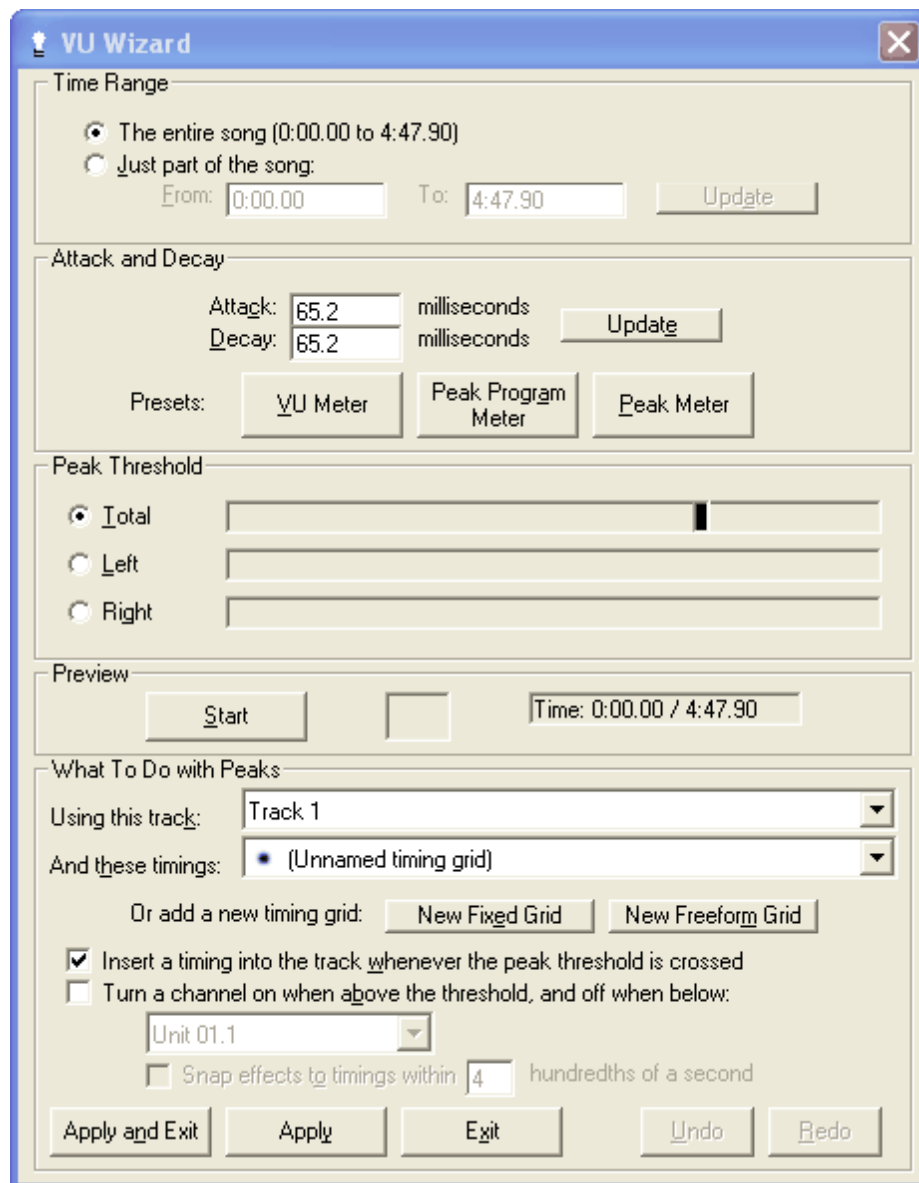 VU Wizard
Time Range
The entire song (0:00.00 to 4:47.90)
Just part of the song:
From: 0:00.00 To: 4:47.90 Update
Attack and Decay
Attack: 65.2 milliseconds
Update
Decay: 65.2 milliseconds
Presets: VU Meter Peak Program Meter Peak Meter
Peak Threshold
Total
Left
Right
Preview
Start Time: 0:00.00 / 4:47.90
What To Do with Peaks
Using this track: Track 1
And these timings: (Unnamed timing grid)
Or add a new timing grid: New Fixed Grid New Freeform Grid
Insert a timing into the track whenever the peak threshold is crossed
Turn a channel on when above the threshold, and off when below:
Unit 01.1
Snap effects to timings within 4 hundredths of a second
Apply and Exit Apply Exit Undo Redo